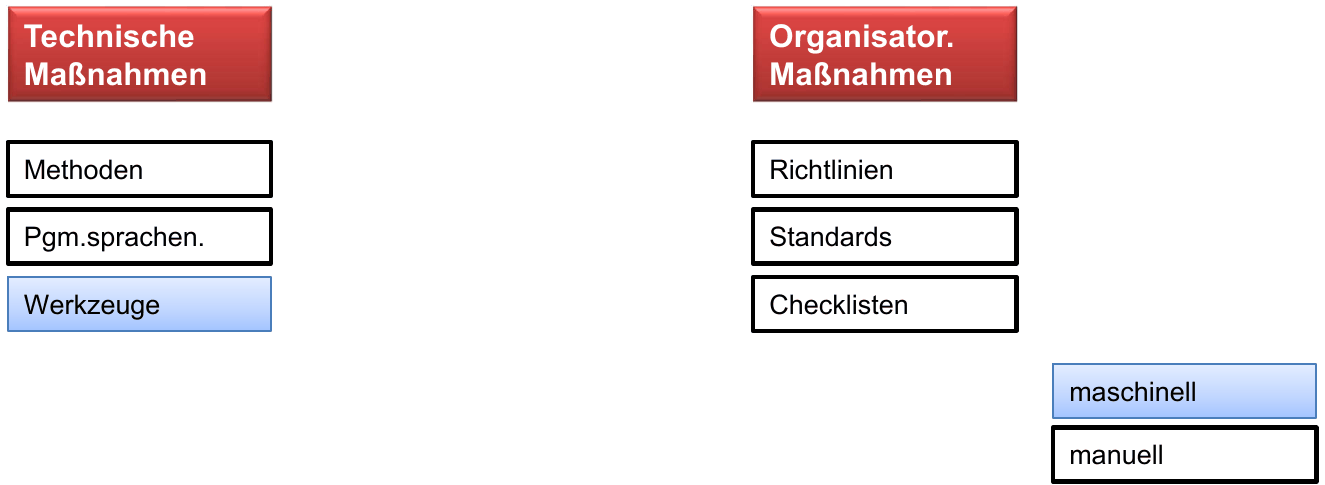 Technische
Maßnahmen
Organisator.
Maßnahmen
Methoden
Richtlinien
Pgm.sprachen.
Standards
Werkzeuge
Checklisten
maschinell
manuell